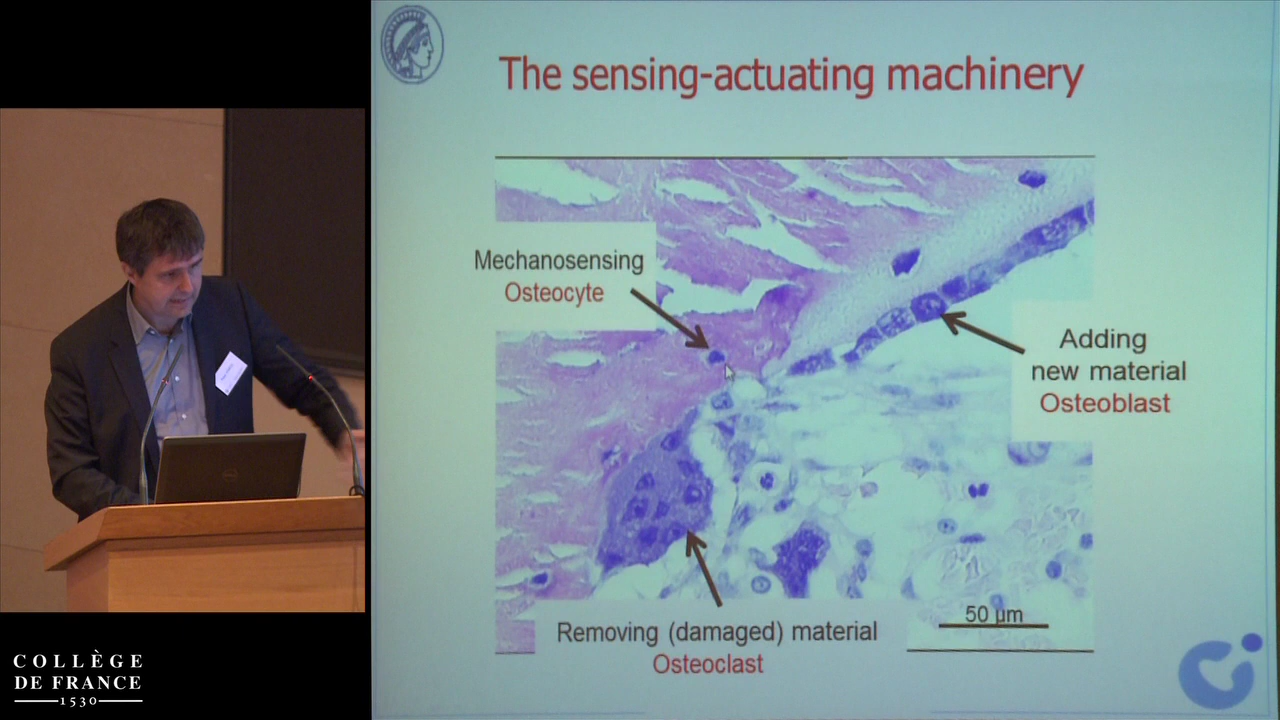 The sensing-actuating machinery
Mechanosensing
Osteocyte
Adding
new material
Osteoblast
50 µm
Removing (damaged) material
Osteoclast
COLLÈGE
DE FRANCE
1530